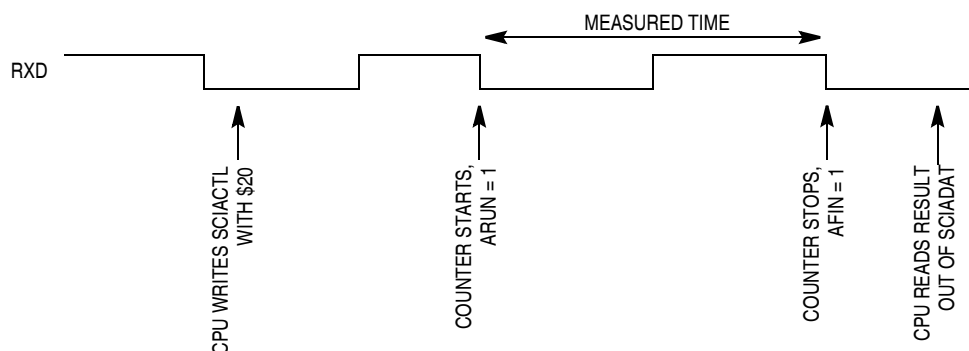 MEASURED TIME
RXD
CPU WRITES SCIACTL
WITH $20
COUNTER STARTS,
ARUN = 1
COUNTER STOPS,
AFIN = 1
CPU READS RESULT
OUT OF SCIADAT